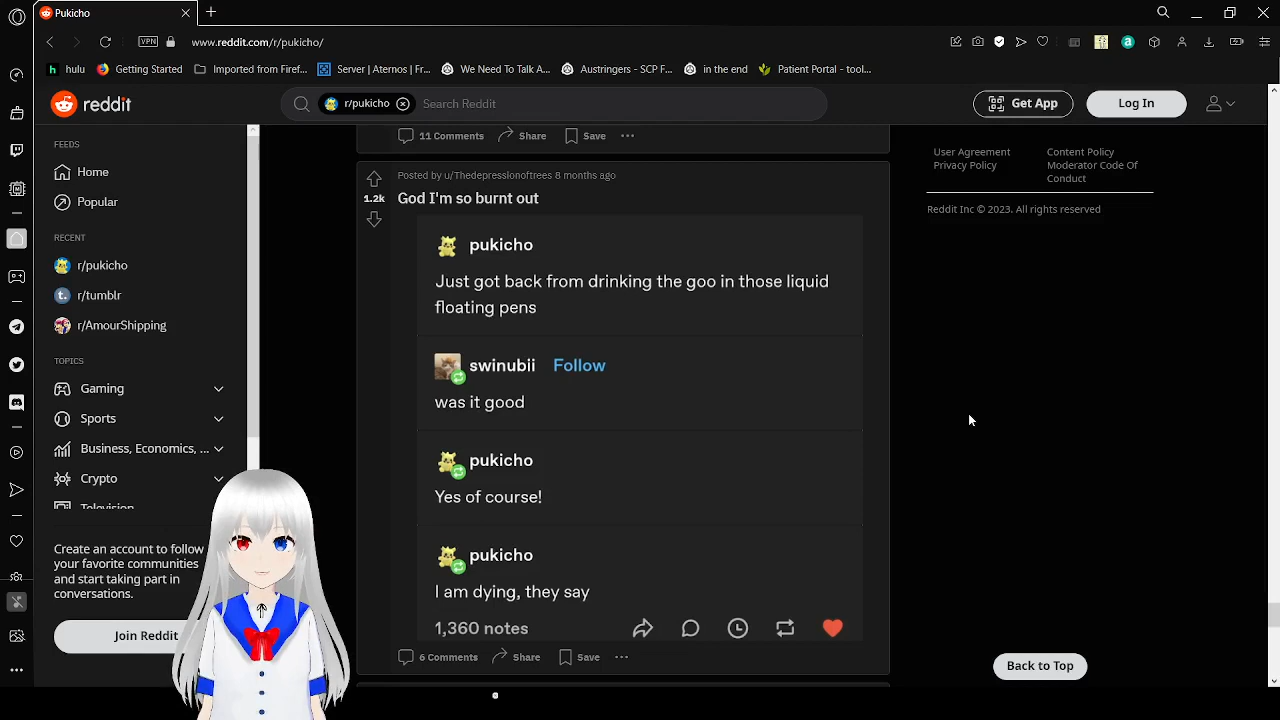 Pukicho
VPN
www.reddit.com/r/pukicho/
h hulu
Getting Started
Imported from Firef...
Server | Aternos | Fr...
We Need To Talk A...
Austringers - SCP F...
in the end
Patient Portal - tool...
reddit
r/pukicho
Search Reddit
Get App
Log In
FEEDS
Home
Popular
RECENT
r/pukicho
r/tumblr
r/AmourShipping
TOPICS
Gaming
Sports
Business, Economics, ...
Crypto
Television
Create an account to follow
your favorite communities
and start taking part in
conversations.
Join Reddit
11 Comments
Share
Save
Posted by u/Thedepressionoftrees 8 months ago
1.2k
God I'm so burnt out
pukicho
Just got back from drinking the goo in those liquid
floating pens
swinubii Follow
was it good
pukicho
Yes of course!
pukicho
I am dying, they say
1,360 notes
6 Comments
Share
Save
User Agreement
Privacy Policy
Content Policy
Moderator Code Of
Conduct
Reddit Inc © 2023. All rights reserved
Back to Top